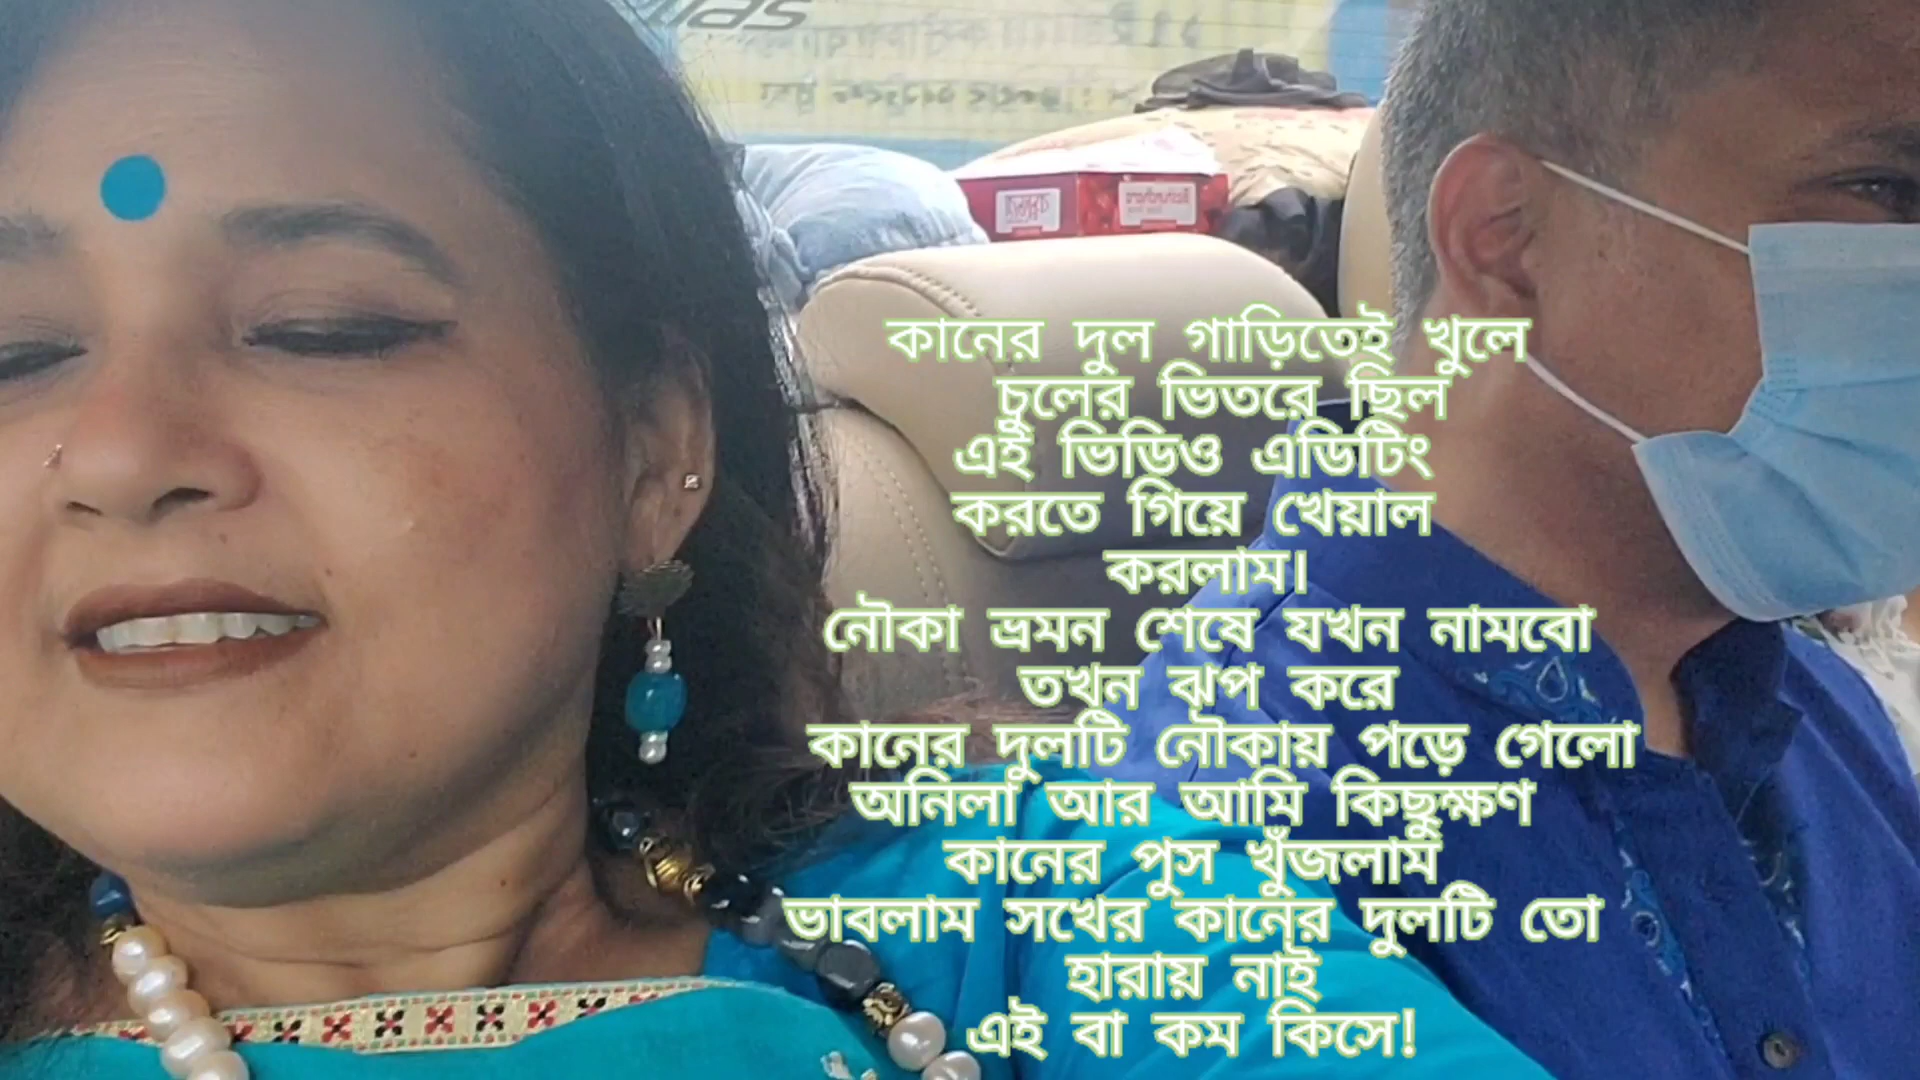 কানের দুল গাড়িতেই খুলে
চুলের ভিতরে ছিল
এই ভিডিও এডিটিং
করতে গিয়ে খেয়াল
করলাম।
নৌকা ভ্রমন শেষে যখন নামবো
তখন ঝপ করে
কানের দুলটি নৌকায় পড়ে গেলো
অনিলা আর আমি কিছুক্ষণ
কানের পুস খুঁজলাম
ভাবলাম সখের কানের দুলটি তো
হারায় নাই
এই বা কম কিসে!